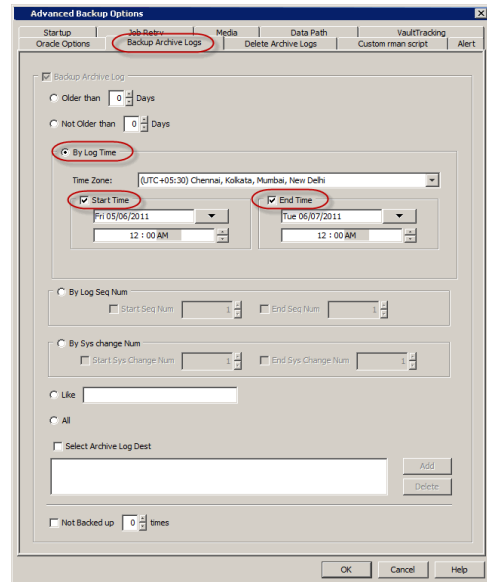 Advanced Backup Options
Startup Job Retry Media Data Path VaultTracking
Oracle Options Backup Archive Logs Delete Archive Logs Custom rman script Alert
Backup Archive Log
Older than 0 Days
Not Older than 0 Days
By Log Time
Time Zone: (UTC+05:30) Chennai, Kolkata, Mumbai, New Delhi
Start Time End Time
Fri 05/06/2011 Tue 06/07/2011
12 : 00 AM 12 : 00 AM
By Log Seq Num
Start Seq Num 1 End Seq Num 1
By Sys change Num
Start Sys Change Num 1 End Sys Change Num 1
Like
All
Select Archive Log Dest
Add
Delete
Not Backed up 0 times
OK Cancel Help